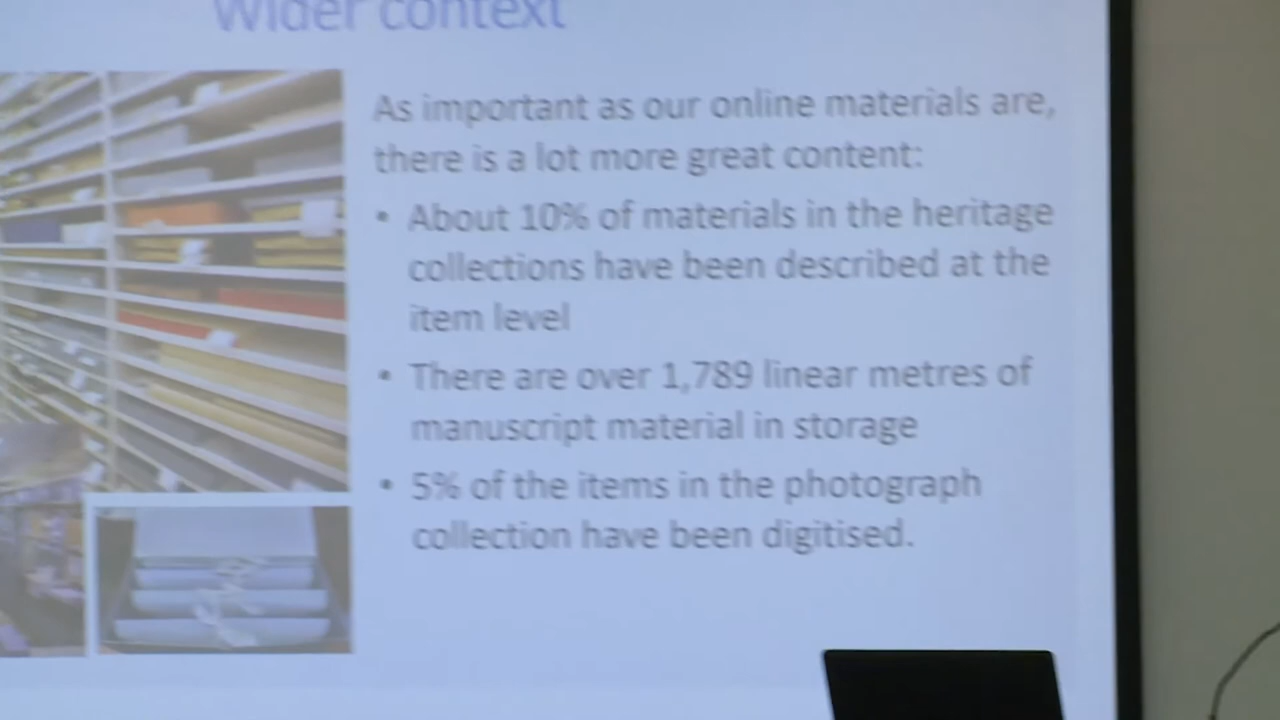 Wider context
As important as our online materials are,
there is a lot more great content:
• About 10% of materials in the heritage
collections have been described at the
item level
• There are over 1,789 linear metres of
manuscript material in storage
• 5% of the items in the photograph
collection have been digitised.